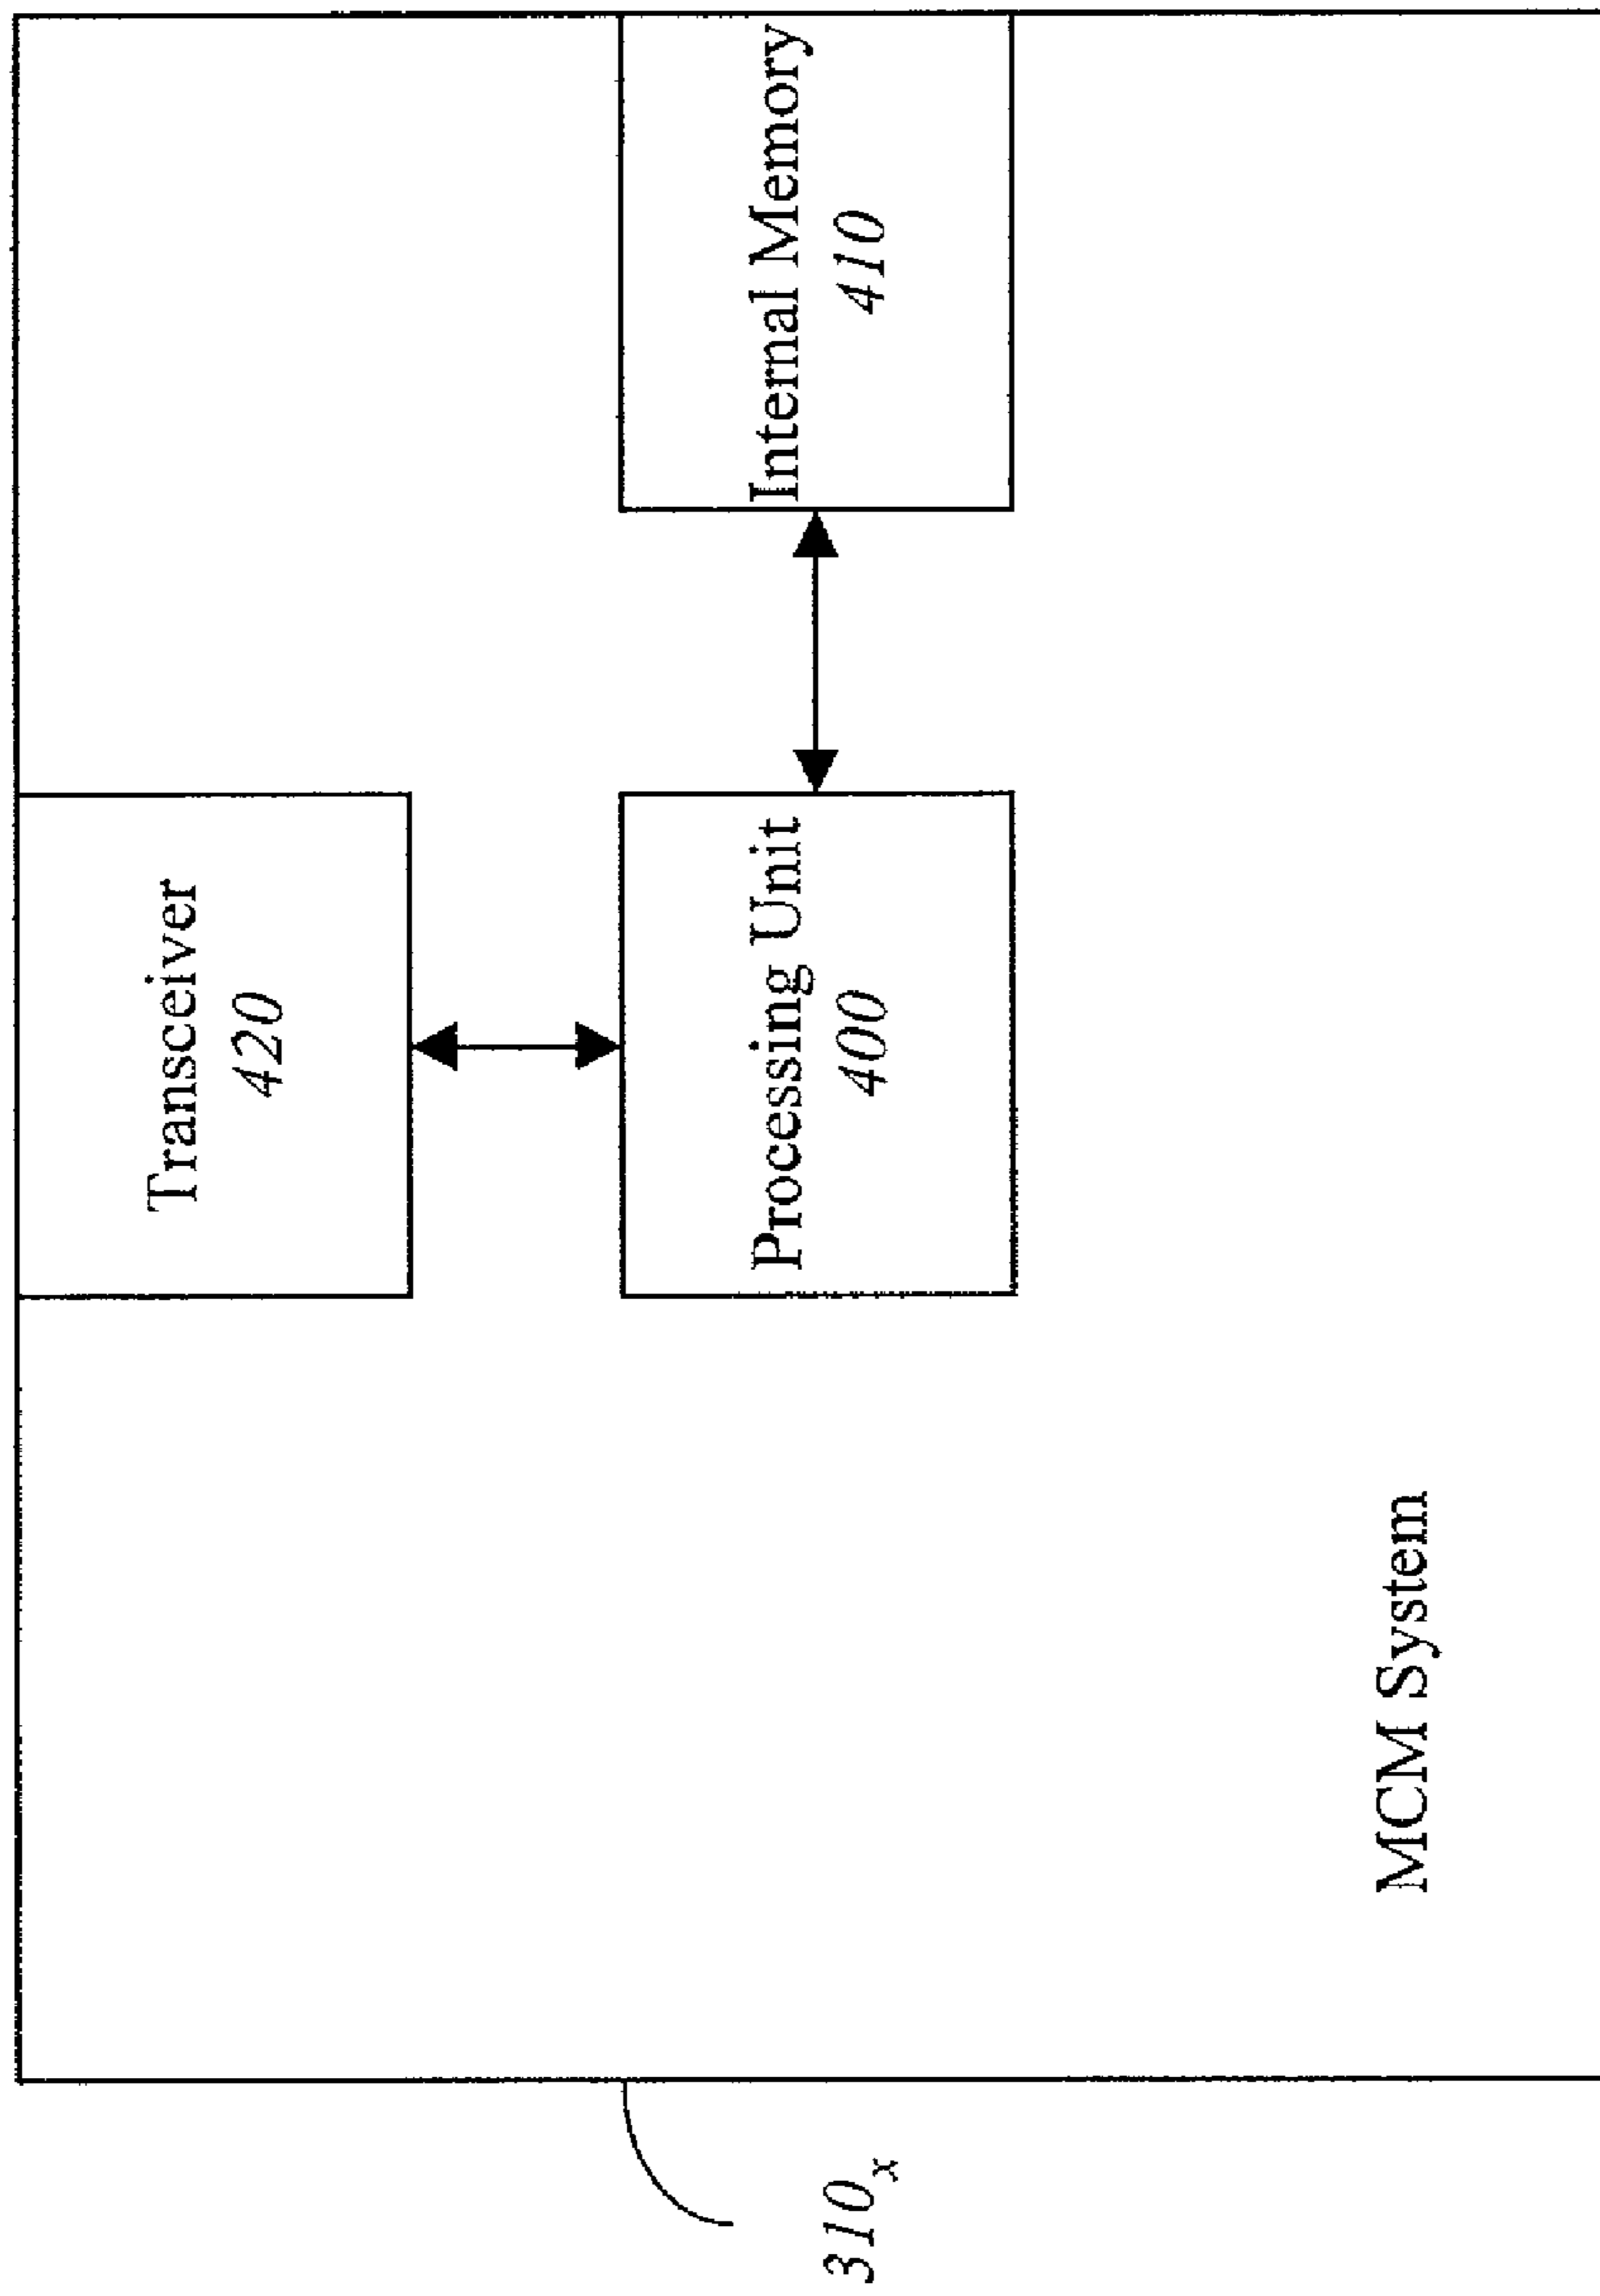 Transceiver
420
Processing Unit
400
Internal Memory
410
MCM System
310x